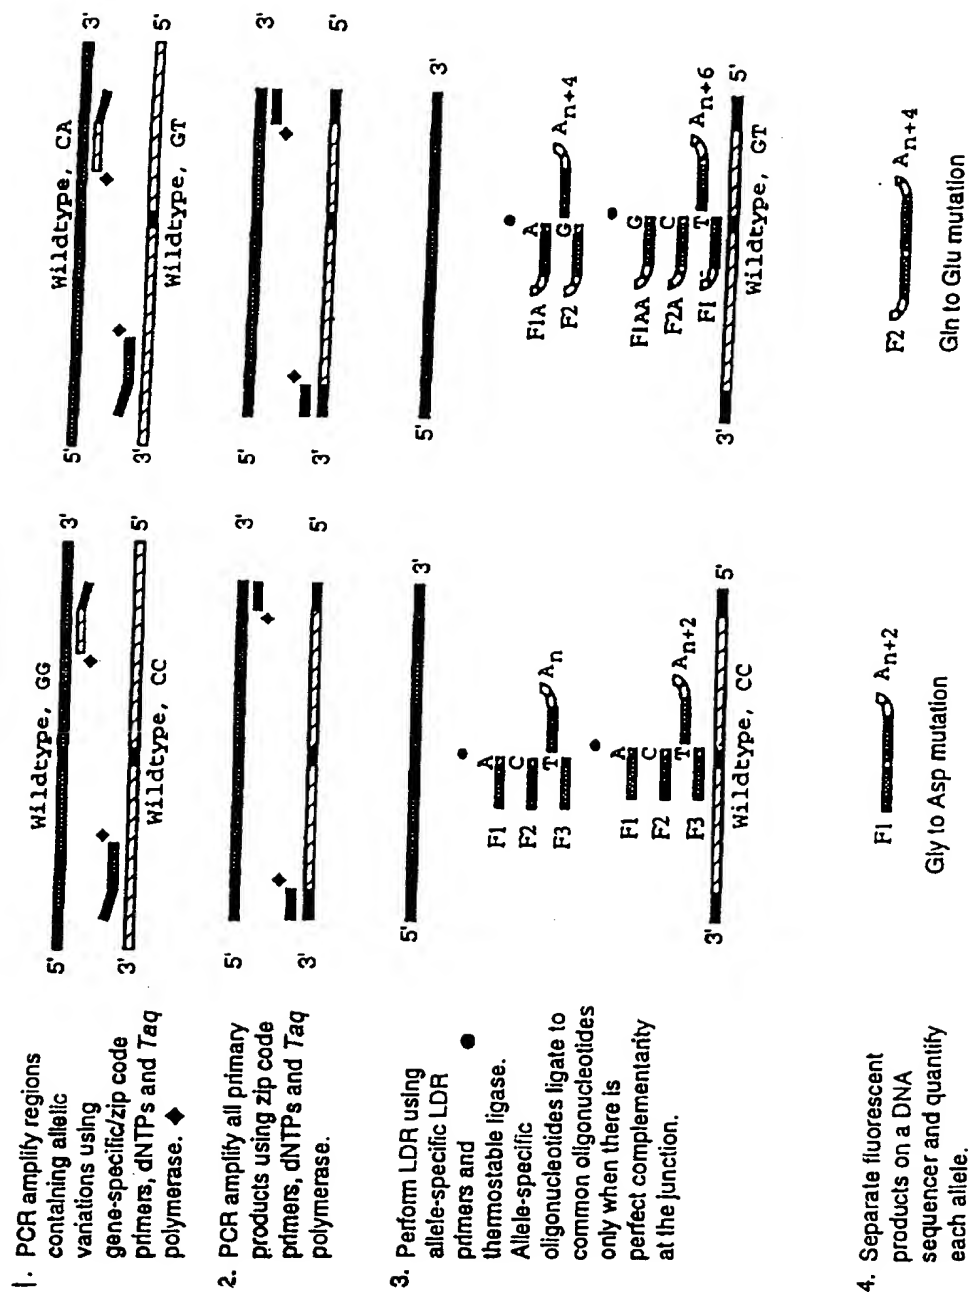 1. PCR amplify regions
containing allelic
variations using
gene-specific/zip code
primers, dNTPs and Taq
polymerase. ◆
Wildtype, GG
5'
3'
3'
5'
Wildtype, CC
Wildtype, CA
5'
3'
3'
5'
Wildtype, GT
2. PCR amplify all primary
products using zip code
primers, dNTPs and Taq
polymerase.
5'
3'
3'
5'
5'
3'
3'
5'
3. Perform LDR using
allele-specific LDR
primers and ●
thermostable ligase.
Allele-specific
oligonucleotides ligate to
common oligonucleotides
only when there is
perfect complementarity
at the junction.
5'
3'
F1 A
F2 C
F3 T An
F1 A
F2 C
F3 T An+2
3'
5'
Wildtype, CC
5'
3'
F1A A
F2 G An+4
F1AA G
F2A C
F1 T An+6
3'
5'
Wildtype, GT
4. Separate fluorescent
products on a DNA
sequencer and quantify
each allele.
F1 An+2
Gly to Asp mutation
F2 An+4
Gln to Glu mutation